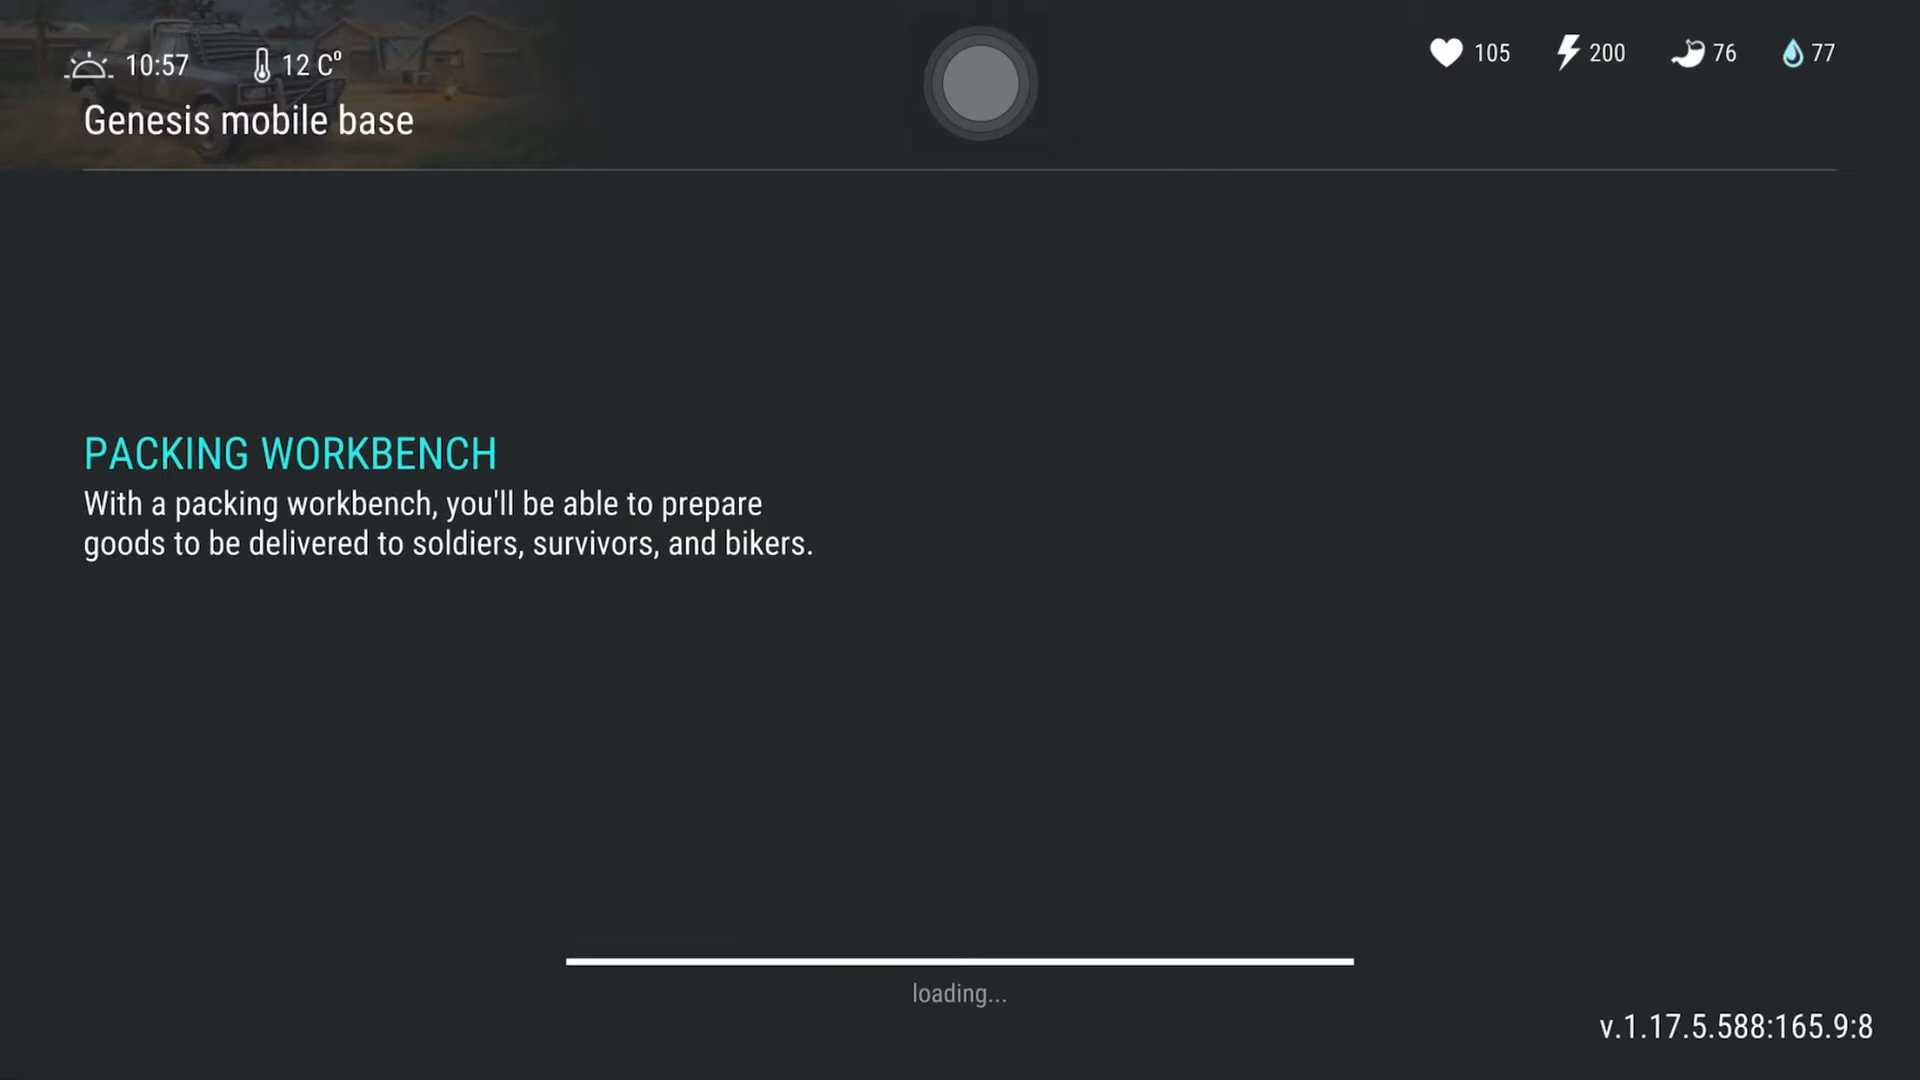 10:57
12 Cº
105
200
76
77
Genesis mobile base
PACKING WORKBENCH
With a packing workbench, you'll be able to prepare
goods to be delivered to soldiers, survivors, and bikers.
loading...
v.1.17.5.588:165.9:8